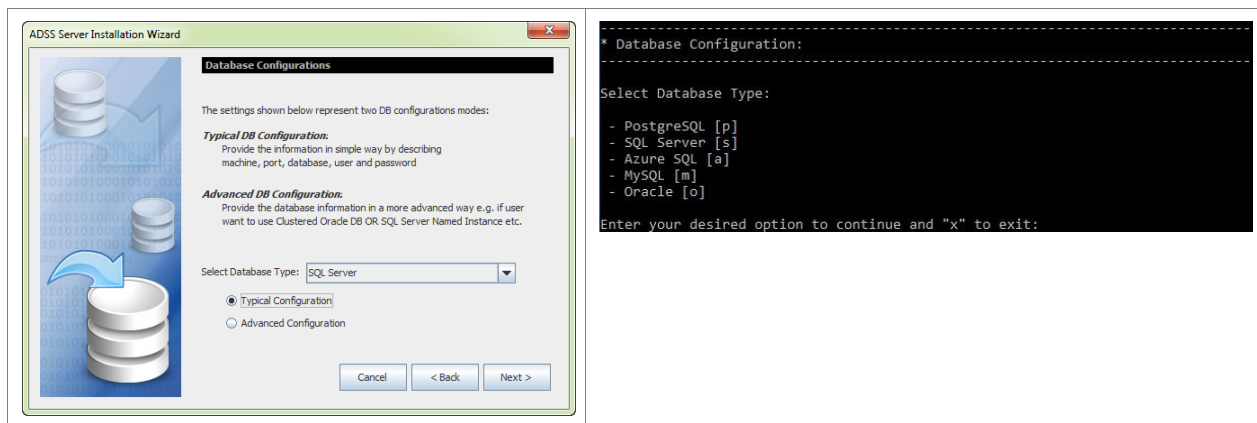 ADSS Server Installation Wizard
Database Configurations
The settings shown below represent two DB configurations modes:
Typical DB Configuration:
Provide the information in simple way by describing
machine, port, database, user and password
Advanced DB Configuration:
Provide the database information in a more advanced way e.g. if user
want to use Clustered Oracle DB OR SQL Server Named Instance etc.
Select Database Type: SQL Server
Typical Configuration
Advanced Configuration
Cancel
< Back
Next >
* Database Configuration:
Select Database Type:
- PostgreSQL [p]
- SQL Server [s]
- Azure SQL [a]
- MySQL [m]
- Oracle [o]
Enter your desired option to continue and "x" to exit: